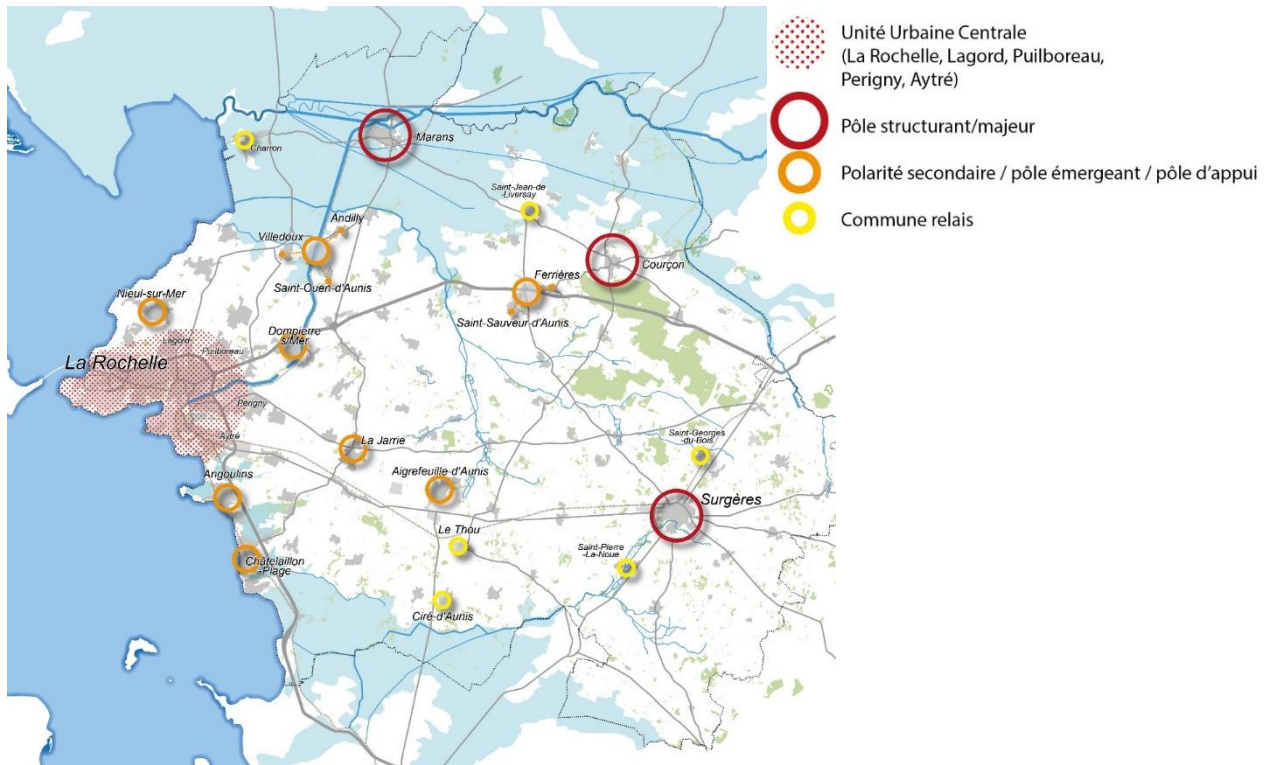 Unité Urbaine Centrale
(La Rochelle, Lagord, Puilboreau,
Perigny, Aytré)
Pôle structurant/majeur
Polarité secondaire / pôle émergeant / pôle d'appui
Commune relais
Marans
Charron
Saint-Jean-de
-Liversay
Andilly
Villedoux
Courçon
Ferrières
Saint-Ouen-d'Aunis
Nieul-sur-Mer
Saint-Sauveur-d'Aunis
Dompierre
s/Mer
Lagord
Puilboreau
La Rochelle
Périgny
Aytré
Saint-Georges
-du-Bois
La Jarrie
Aigrefeuille-d'Aunis
Angoulins
Surgères
Le Thou
Saint-Pierre
-La-Noue
Châtelaillon
-Plage
Ciré-d'Aunis